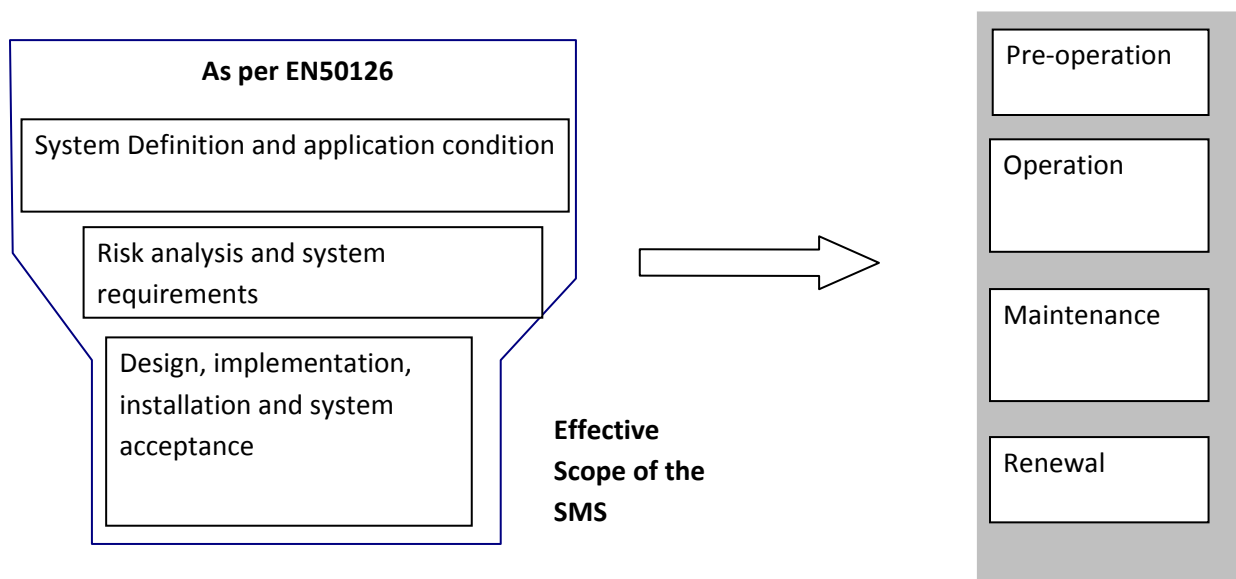 As per EN50126
System Definition and application condition
Risk analysis and system
requirements
Design, implementation,
installation and system
acceptance
Effective
Scope of the
SMS
Pre-operation
Operation
Maintenance
Renewal